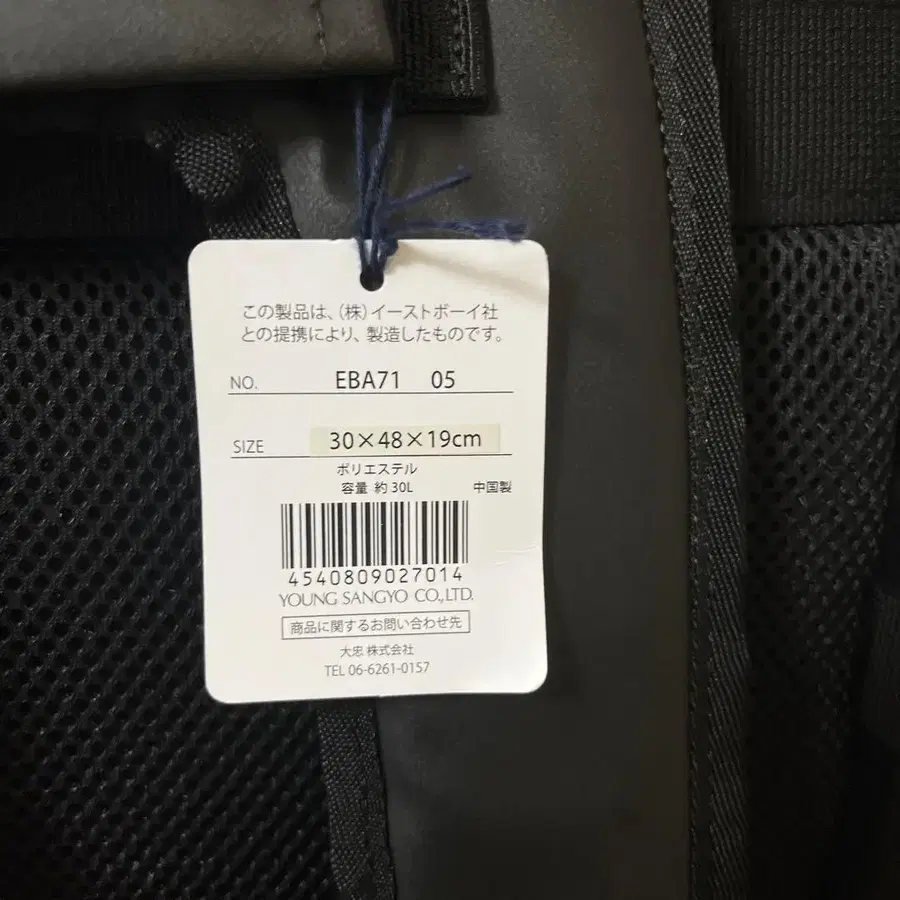 この製品は、(株)イーストボーイ社
との提携により、製造したものです。
NO. EBA71 05
SIZE 30×48×19cm
ポリエステル
容量 約30L 中国製
4540809027014
YOUNG SANGYO CO.,LTD.
商品に関するお問い合わせ先
大忠 株式会社
TEL 06-6261-0157